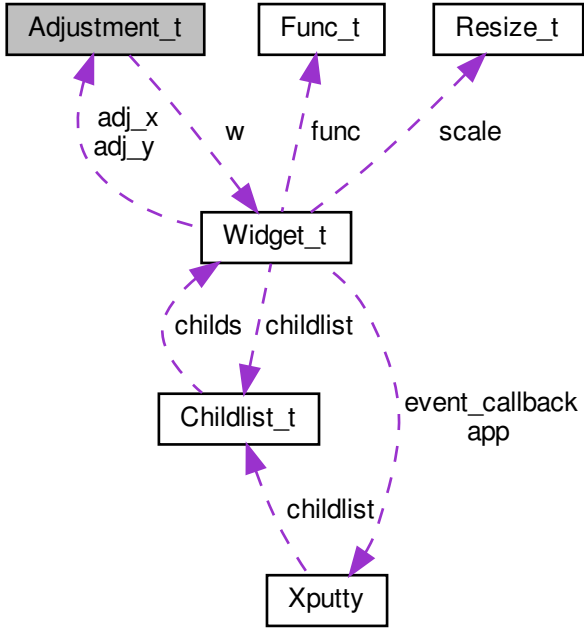 Adjustment_t
Func_t
Resize_t
adj_x
adj_y
w
func
scale
Widget_t
childs
childlist
Childlist_t
event_callback
app
childlist
Xputty